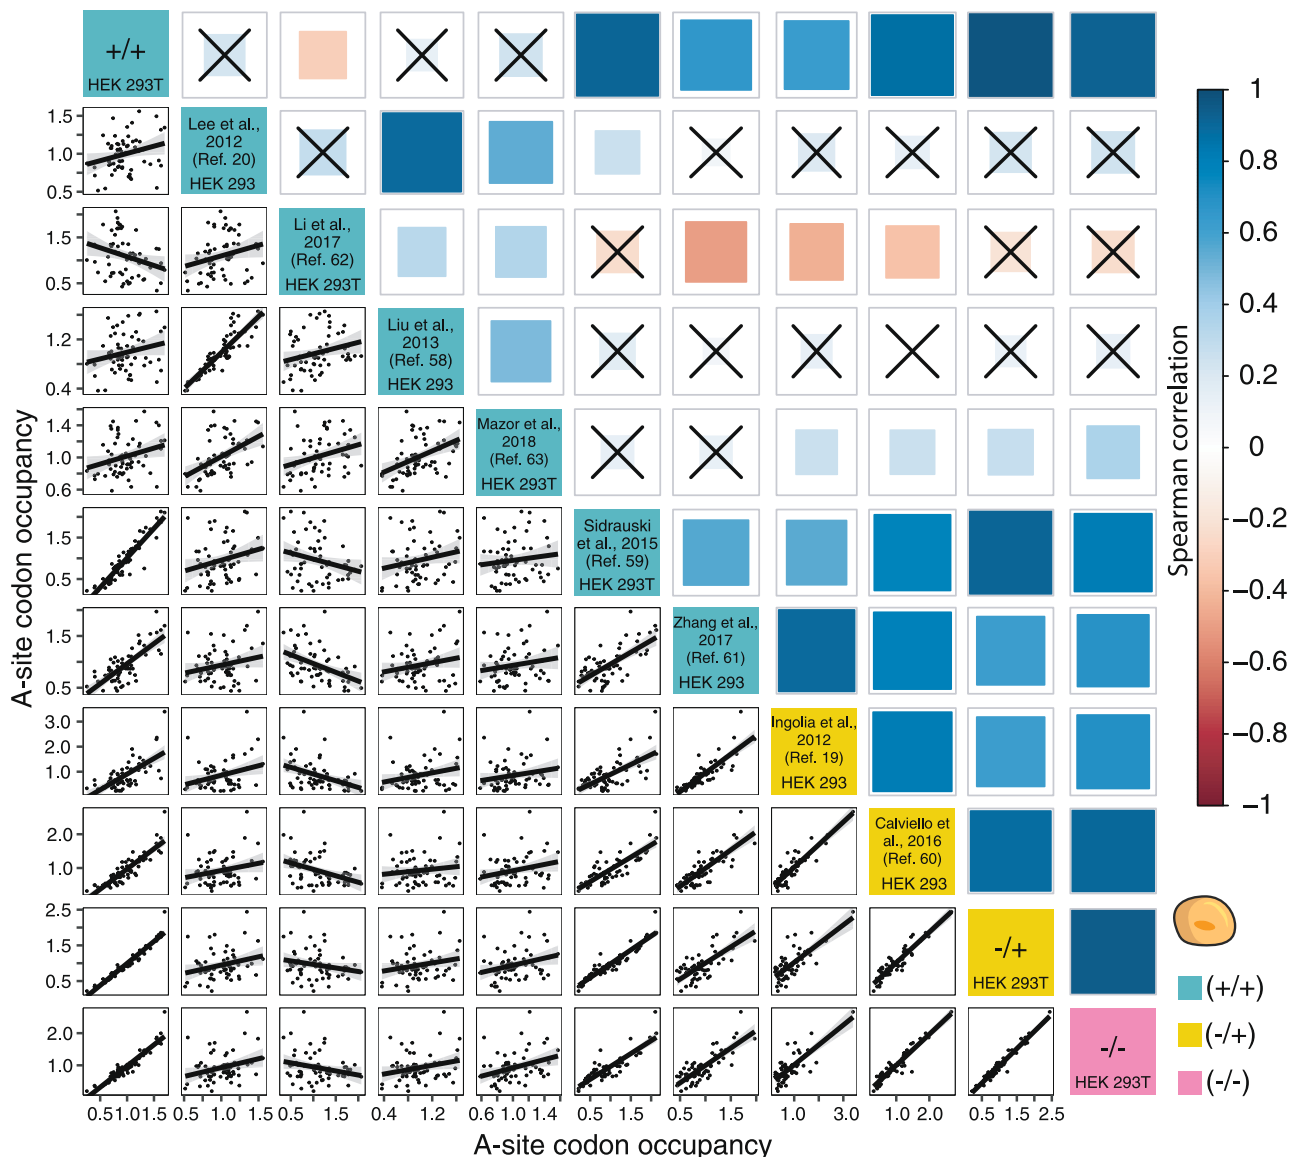 +/+
HEK 293T
1.5
1.0
0.5
Lee et al.,
2012
(Ref. 20)
HEK 293
1.5
0.5
Li et al.,
2017
(Ref. 62)
HEK 293T
1.2
0.4
Liu et al.,
2013
(Ref. 58)
HEK 293
1.4
1.0
0.6
Mazor et al.,
2018
(Ref. 63)
HEK 293T
1.5
0.5
Sidrauski
et al., 2015
(Ref. 59)
HEK 293T
1.5
0.5
Zhang et al.,
2017
(Ref. 61)
HEK 293
3.0
2.0
1.0
Ingolia et al.,
2012
(Ref. 19)
HEK 293
2.0
1.0
Calviello et
al., 2016
(Ref. 60)
HEK 293
2.5
1.5
0.5
-/+
HEK 293T
2.0
1.0
-/-
HEK 293T
0.5 1.0 1.5
0.5 1.0 1.5
0.5 1.5
0.4 1.2
0.6 1.0 1.4
0.5 1.5
0.5 1.5
1.0 3.0
1.0 2.0
0.5 1.5 2.5
A-site codon occupancy
A-site codon occupancy
Spearman correlation
1
0.8
0.6
0.4
0.2
0
−0.2
−0.4
−0.6
−0.8
−1
(+/+)
(-/+)
(-/-)